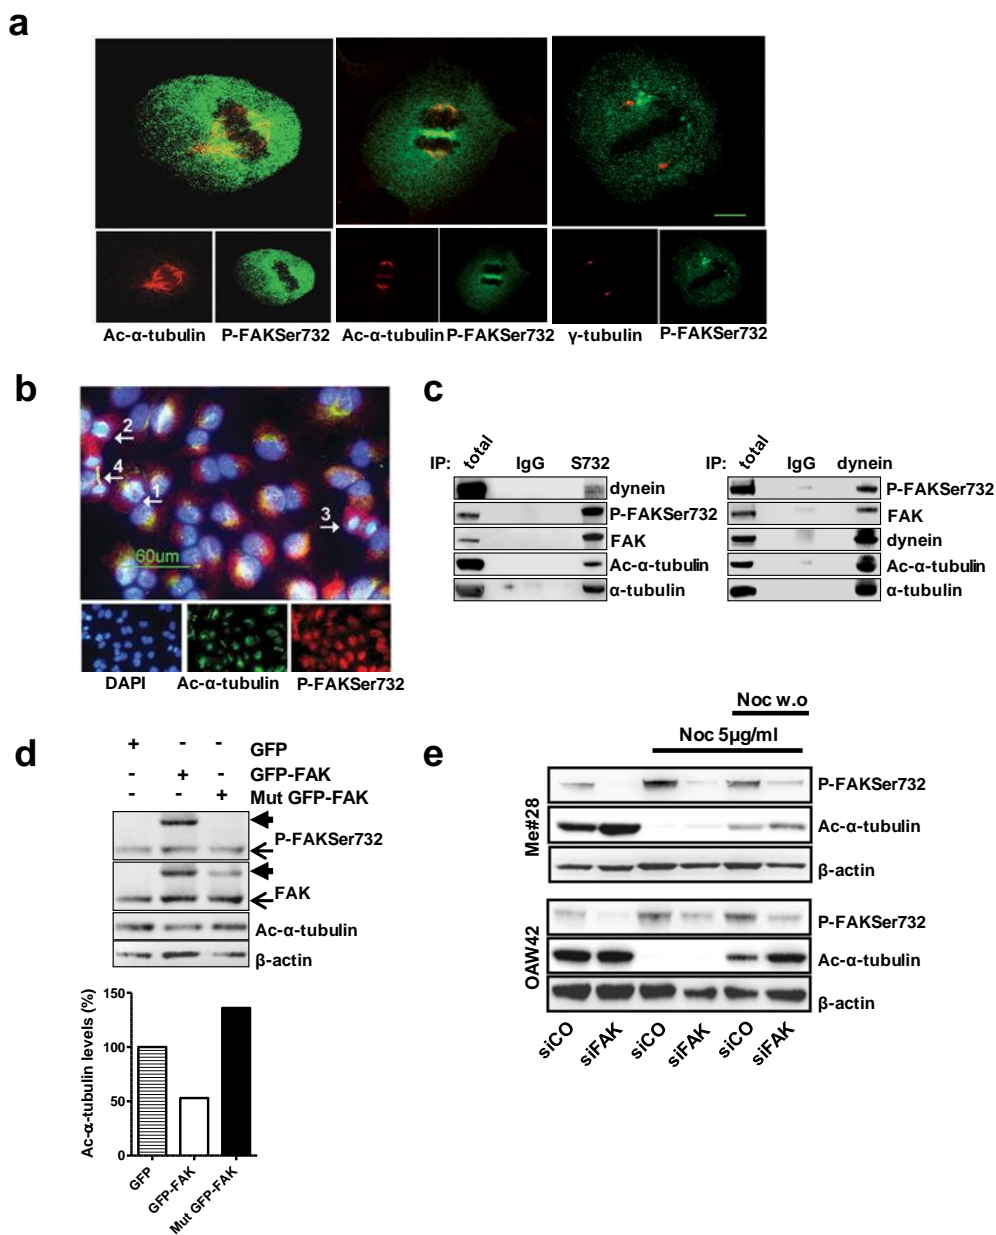 a
Ac-α-tubulin P-FAKSer732 Ac-α-tubulin P-FAKSer732 γ-tubulin P-FAKSer732
b
2
4
1
3
60um
DAPI Ac-α-tubulin P-FAKSer732
c
IP: total IgG S732
dynein
P-FAKSer732
FAK
Ac-α-tubulin
α-tubulin
IP: total IgG dynein
P-FAKSer732
FAK
dynein
Ac-α-tubulin
α-tubulin
d
+ - - GFP
- + - GFP-FAK
- - + Mut GFP-FAK
P-FAKSer732
FAK
Ac-α-tubulin
β-actin
Ac-α-tubulin levels (%)
150
100
50
0
GFP
GFP-FAK
Mut GFP-FAK
e
Noc w.o
Noc 5µg/ml
Me#28
P-FAKSer732
Ac-α-tubulin
β-actin
OAW42
P-FAKSer732
Ac-α-tubulin
β-actin
siCO siFAK siCO siFAK siCO siFAK